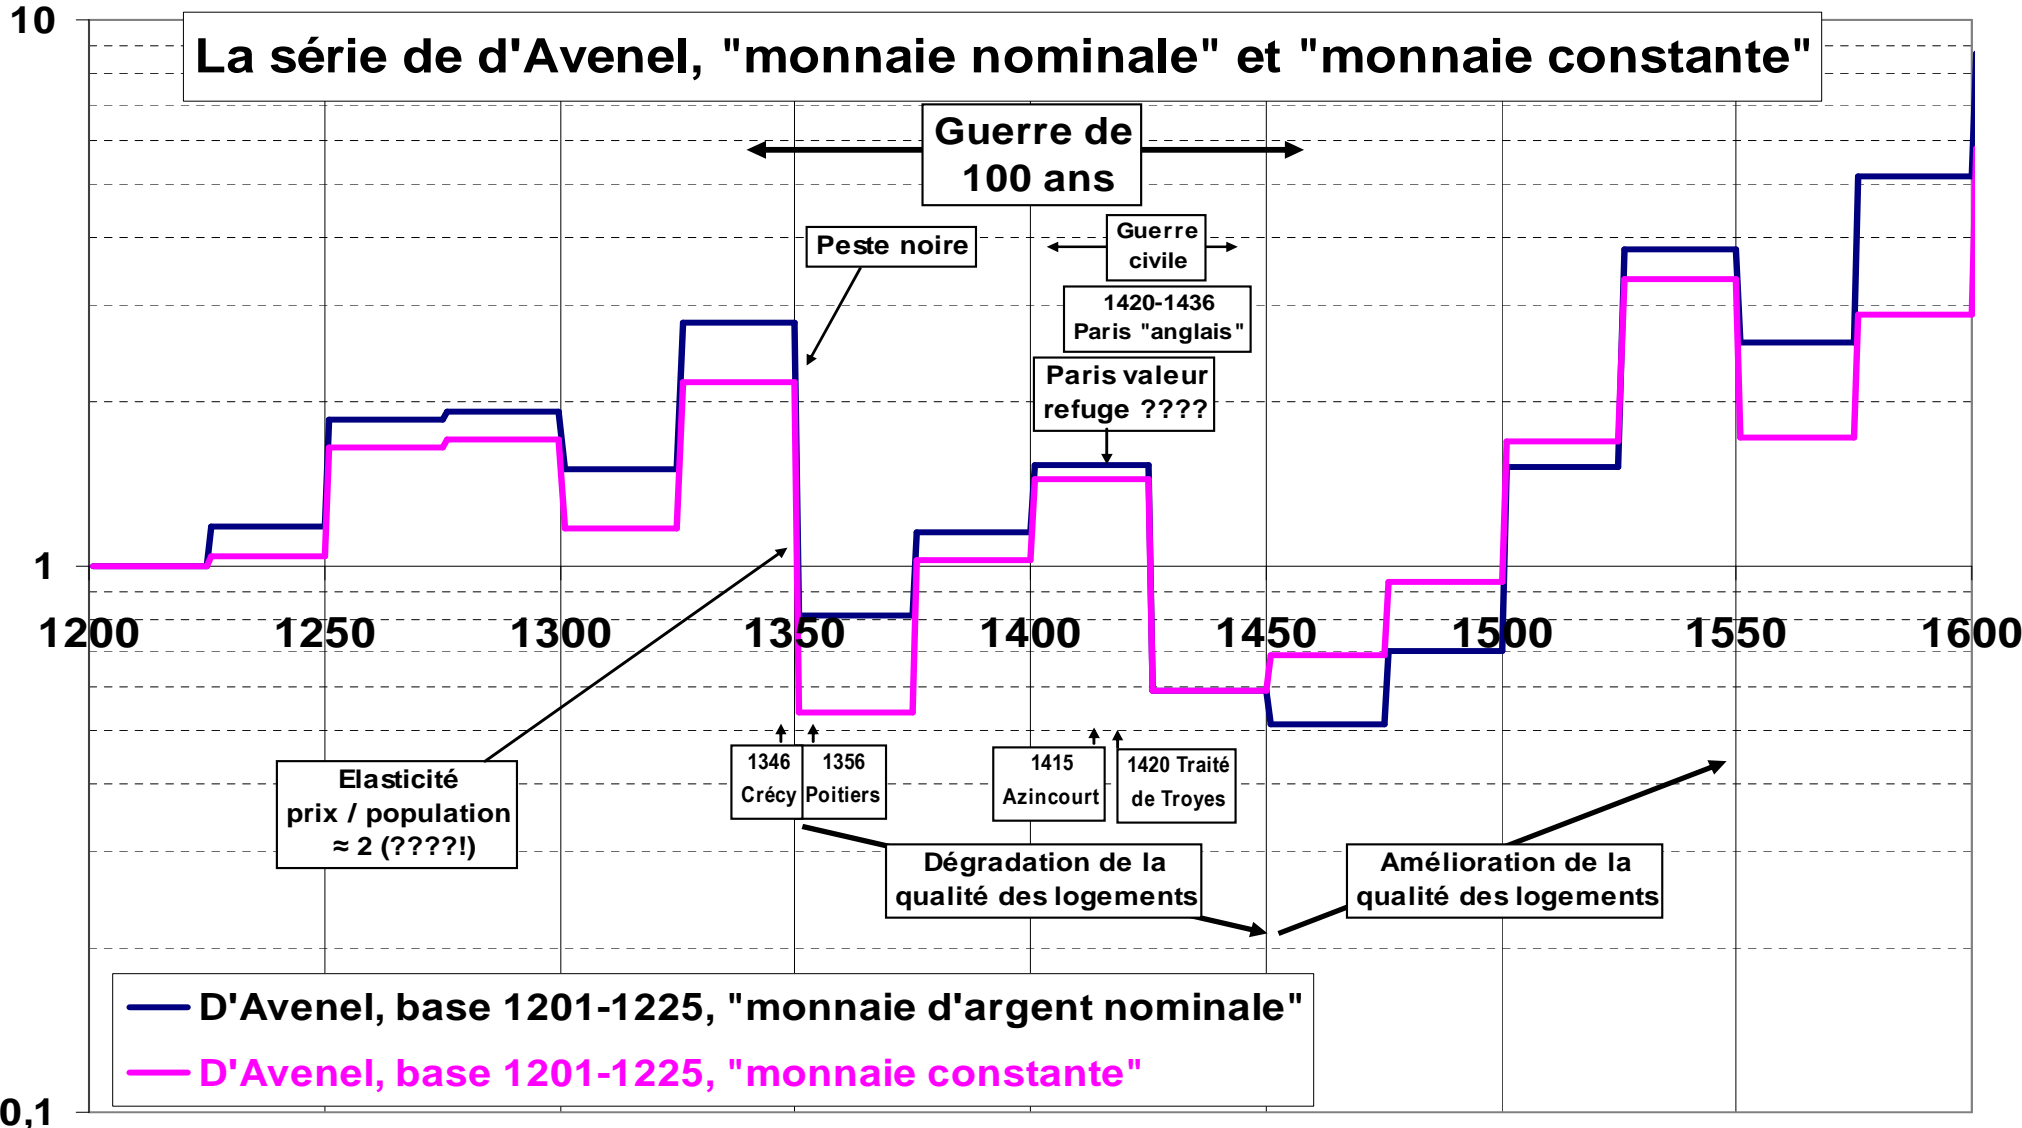 10
La série de d'Avenel, "monnaie nominale" et "monnaie constante"
Guerre de
100 ans
Peste noire
Guerre
civile
1420-1436
Paris "anglais"
Paris valeur
refuge ????
1
1200 1250 1300 1350 1400 1450 1500 1550 1600
Elasticité
prix / population
≈ 2 (????!)
1346
Crécy
1356
Poitiers
1415
Azincourt
1420 Traité
de Troyes
Dégradation de la
qualité des logements
Amélioration de la
qualité des logements
D'Avenel, base 1201-1225, "monnaie d'argent nominale"
D'Avenel, base 1201-1225, "monnaie constante"
0,1